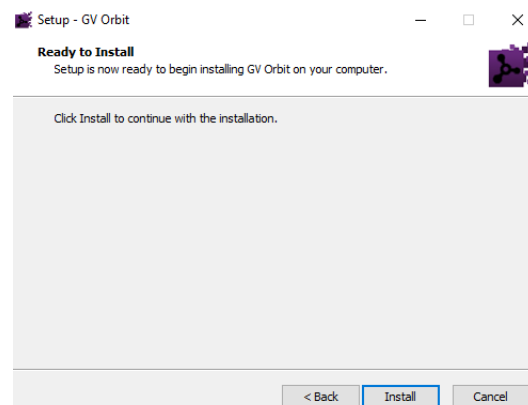 Setup - GV Orbit
Ready to Install
Setup is now ready to begin installing GV Orbit on your computer.
Click Install to continue with the installation.
< Back
Install
Cancel